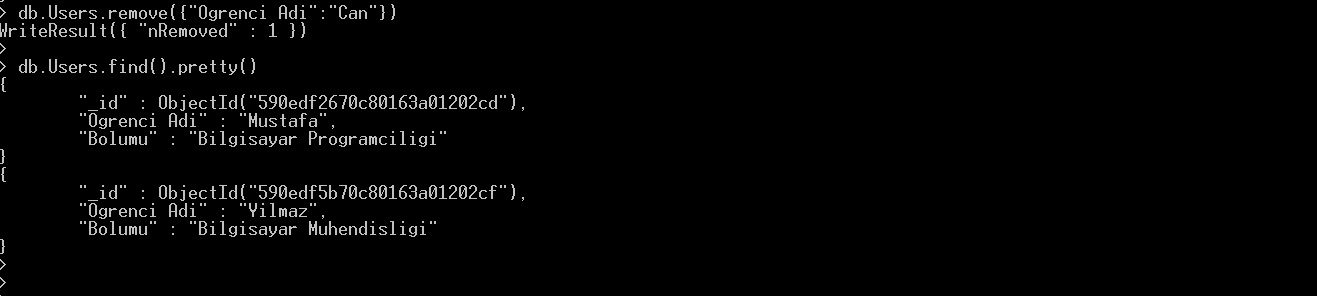 > db.Users.remove({"Ogrenci Adi":"Can"})
WriteResult({ "nRemoved" : 1 })
>
> db.Users.find().pretty()
{
        "_id" : ObjectId("590edf2670c80163a01202cd"),
        "Ogrenci Adi" : "Mustafa",
        "Bolumu" : "Bilgisayar Programciligi"
}
{
        "_id" : ObjectId("590edf5b70c80163a01202cf"),
        "Ogrenci Adi" : "Yilmaz",
        "Bolumu" : "Bilgisayar Muhendisligi"
}
>
>